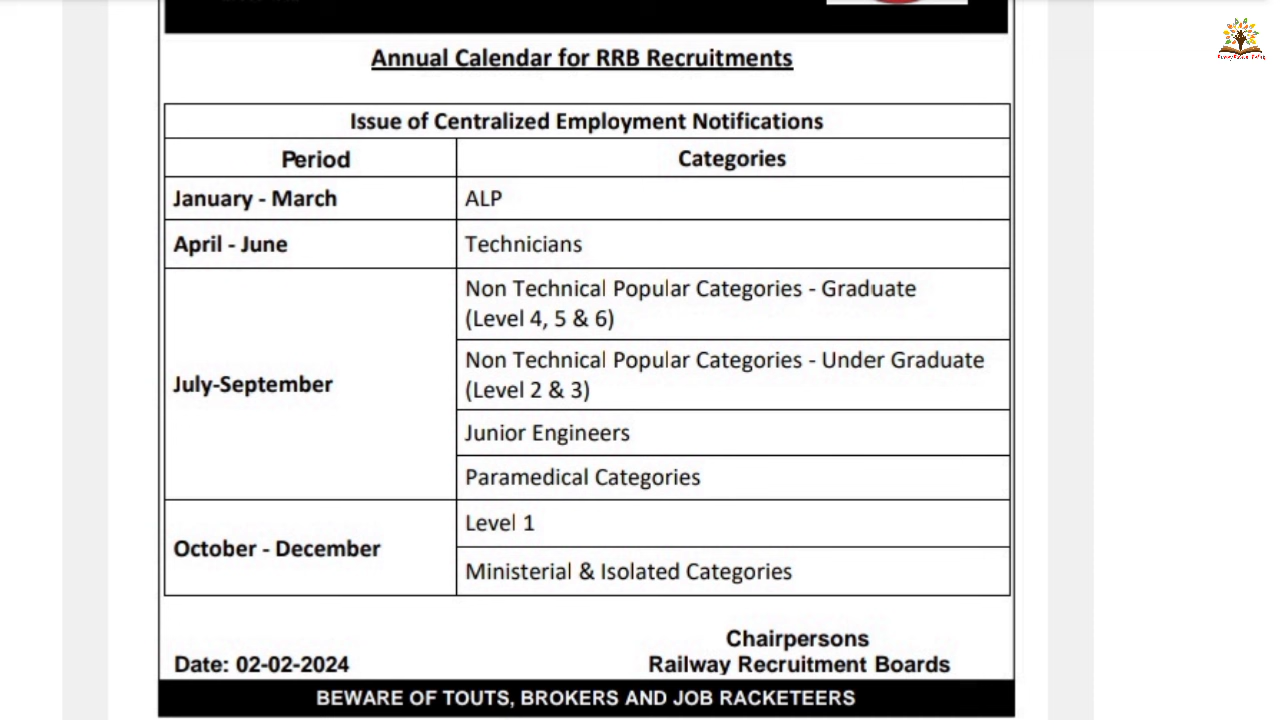 Annual Calendar for RRB Recruitments
Issue of Centralized Employment Notifications
Period
Categories
January - March
ALP
April - June
Technicians
July-September
Non Technical Popular Categories - Graduate
(Level 4, 5 & 6)
Non Technical Popular Categories - Under Graduate
(Level 2 & 3)
Junior Engineers
Paramedical Categories
October - December
Level 1
Ministerial & Isolated Categories
Date: 02-02-2024
Chairpersons
Railway Recruitment Boards
BEWARE OF TOUTS, BROKERS AND JOB RACKETEERS